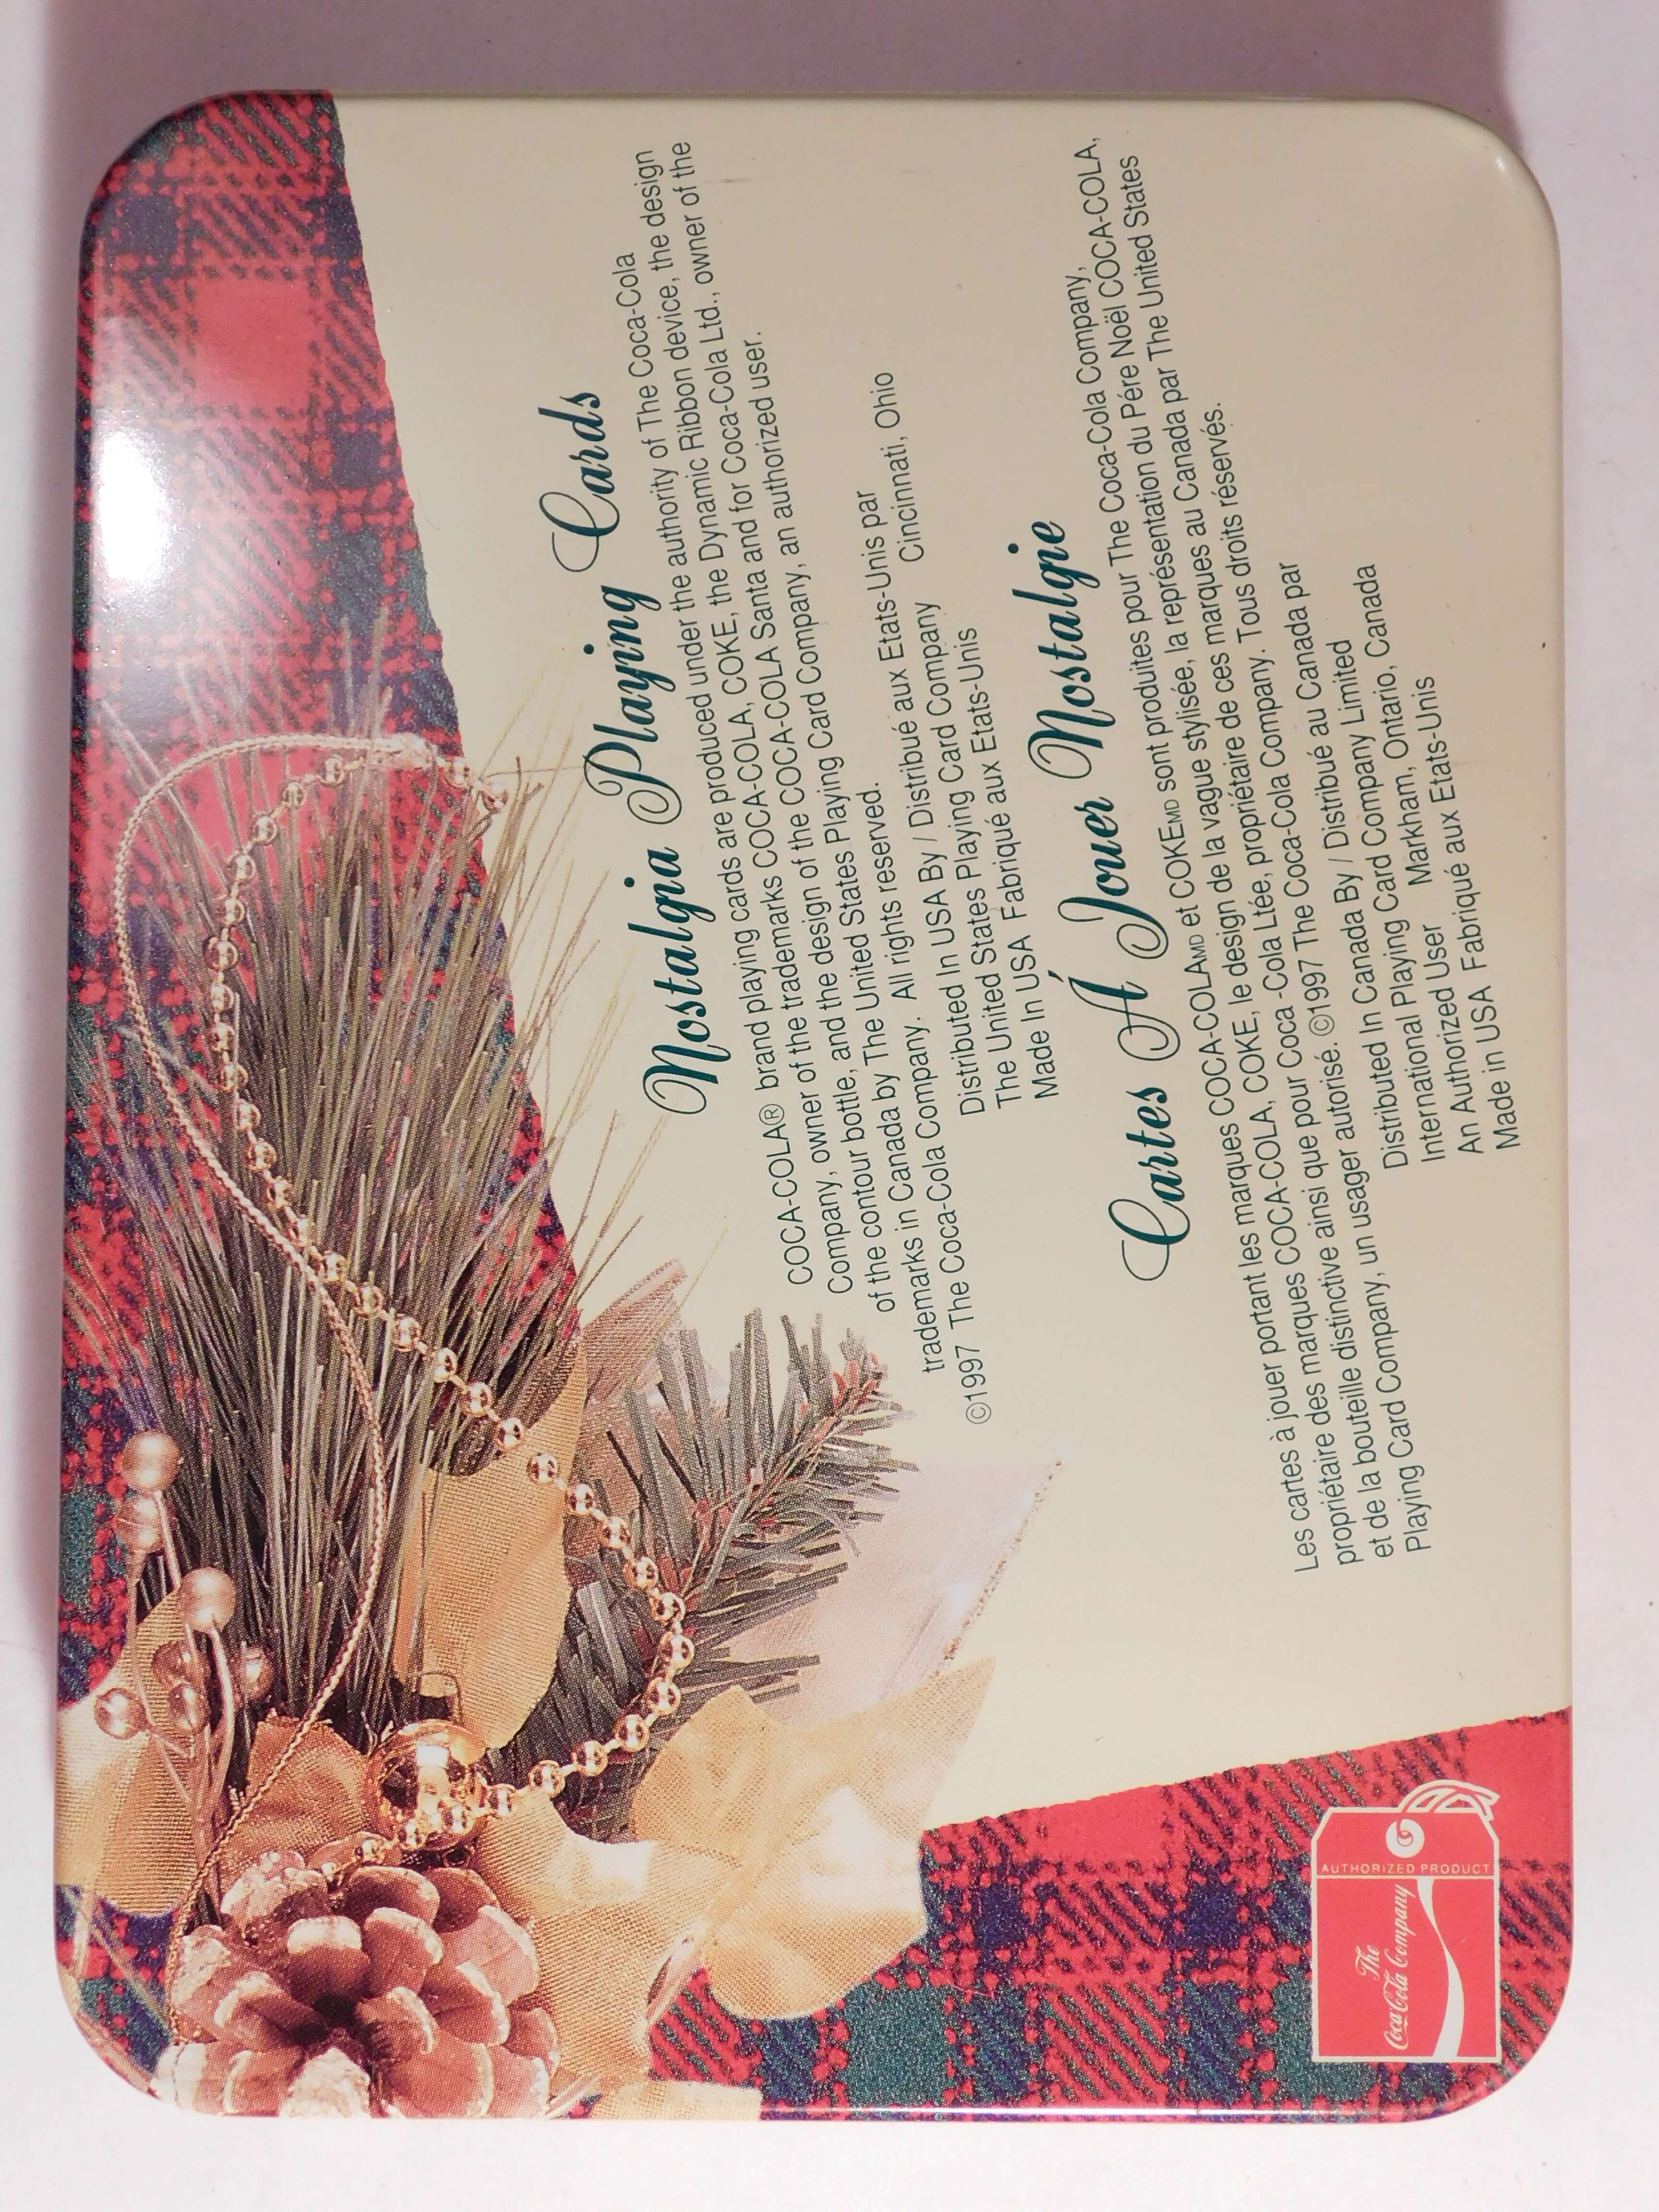 Nostalgia Playing Cards
COCA-COLA® brand playing cards are produced under the authority of The Coca-Cola
Company, owner of the trademarks COCA-COLA, COKE, the Dynamic Ribbon device, the design
of the contour bottle, and the design of the COCA-COLA Santa and for Coca-Cola Ltd., owner of the
trademarks in Canada by The United States Playing Card Company, an authorized user.
©1997 The Coca-Cola Company. All rights reserved.
Distributed In USA By / Distribué aux Etats-Unis par
The United States Playing Card Company Cincinnati, Ohio
Made In USA Fabriqué aux Etats-Unis
Cartes Á Jouer Nostalgie
Les cartes à jouer portant les marques COCA-COLAMD et COKEMD sont produites pour The Coca-Cola Company,
propriétaire des marques COCA-COLA, COKE, le design de la vague stylisée, la représentation du Pére Noël COCA-COLA,
et de la bouteille distinctive ainsi que pour Coca -Cola Ltée, propriétaire de ces marques au Canada par The United States
Playing Card Company, un usager autorisé. ©1997 The Coca-Cola Company. Tous droits réservés.
Distributed In Canada By / Distribué au Canada par
International Playing Card Company Limited
An Authorized User Markham, Ontario, Canada
Made in USA Fabriqué aux Etats-Unis
AUTHORIZED PRODUCT
The
Coca-Cola Company